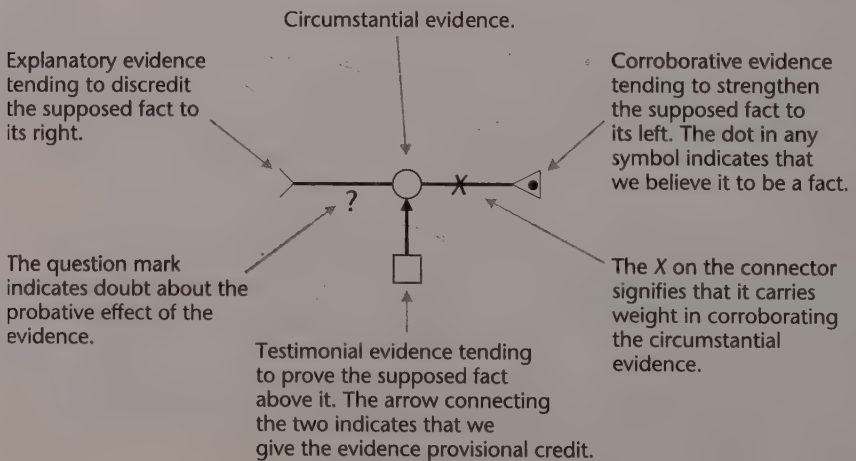 Circumstantial evidence.
Explanatory evidence
tending to discredit
the supposed fact to
its right.
Corroborative evidence
tending to strengthen
the supposed fact to
its left. The dot in any
symbol indicates that
we believe it to be a fact.
X
?
The question mark
indicates doubt about the
probative effect of the
evidence.
The X on the connector
signifies that it carries
weight in corroborating
the circumstantial
evidence.
Testimonial evidence tending
to prove the supposed fact
above it. The arrow connecting
the two indicates that we
give the evidence provisional credit.